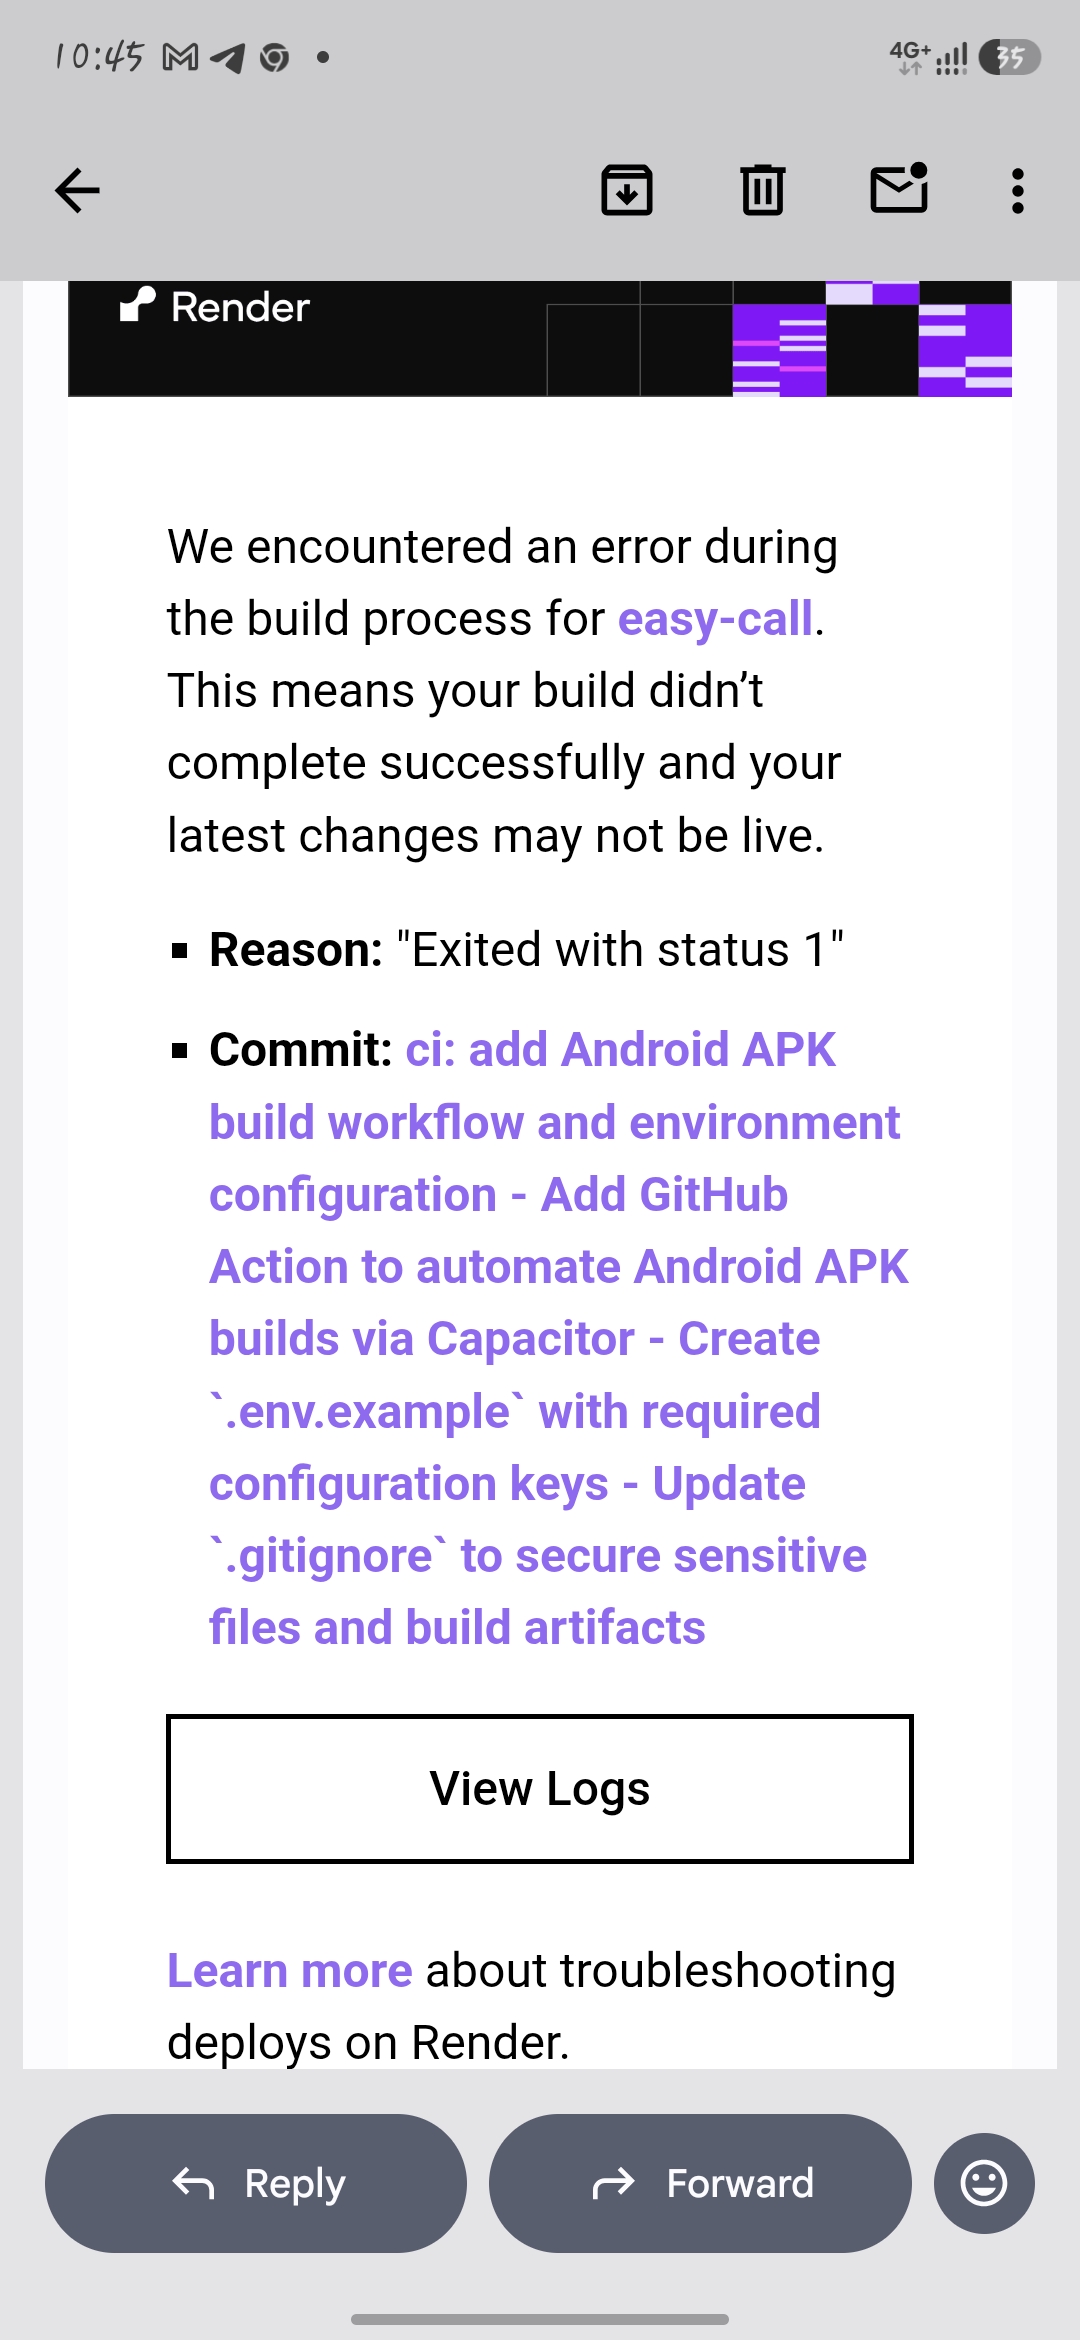 10:45
4G+
35
Render
We encountered an error during
the build process for easy-call.
This means your build didn’t
complete successfully and your
latest changes may not be live.
Reason: "Exited with status 1"
Commit: ci: add Android APK
build workflow and environment
configuration - Add GitHub
Action to automate Android APK
builds via Capacitor - Create
`.env.example` with required
configuration keys - Update
`.gitignore` to secure sensitive
files and build artifacts
View Logs
Learn more about troubleshooting
deploys on Render.
Reply
Forward